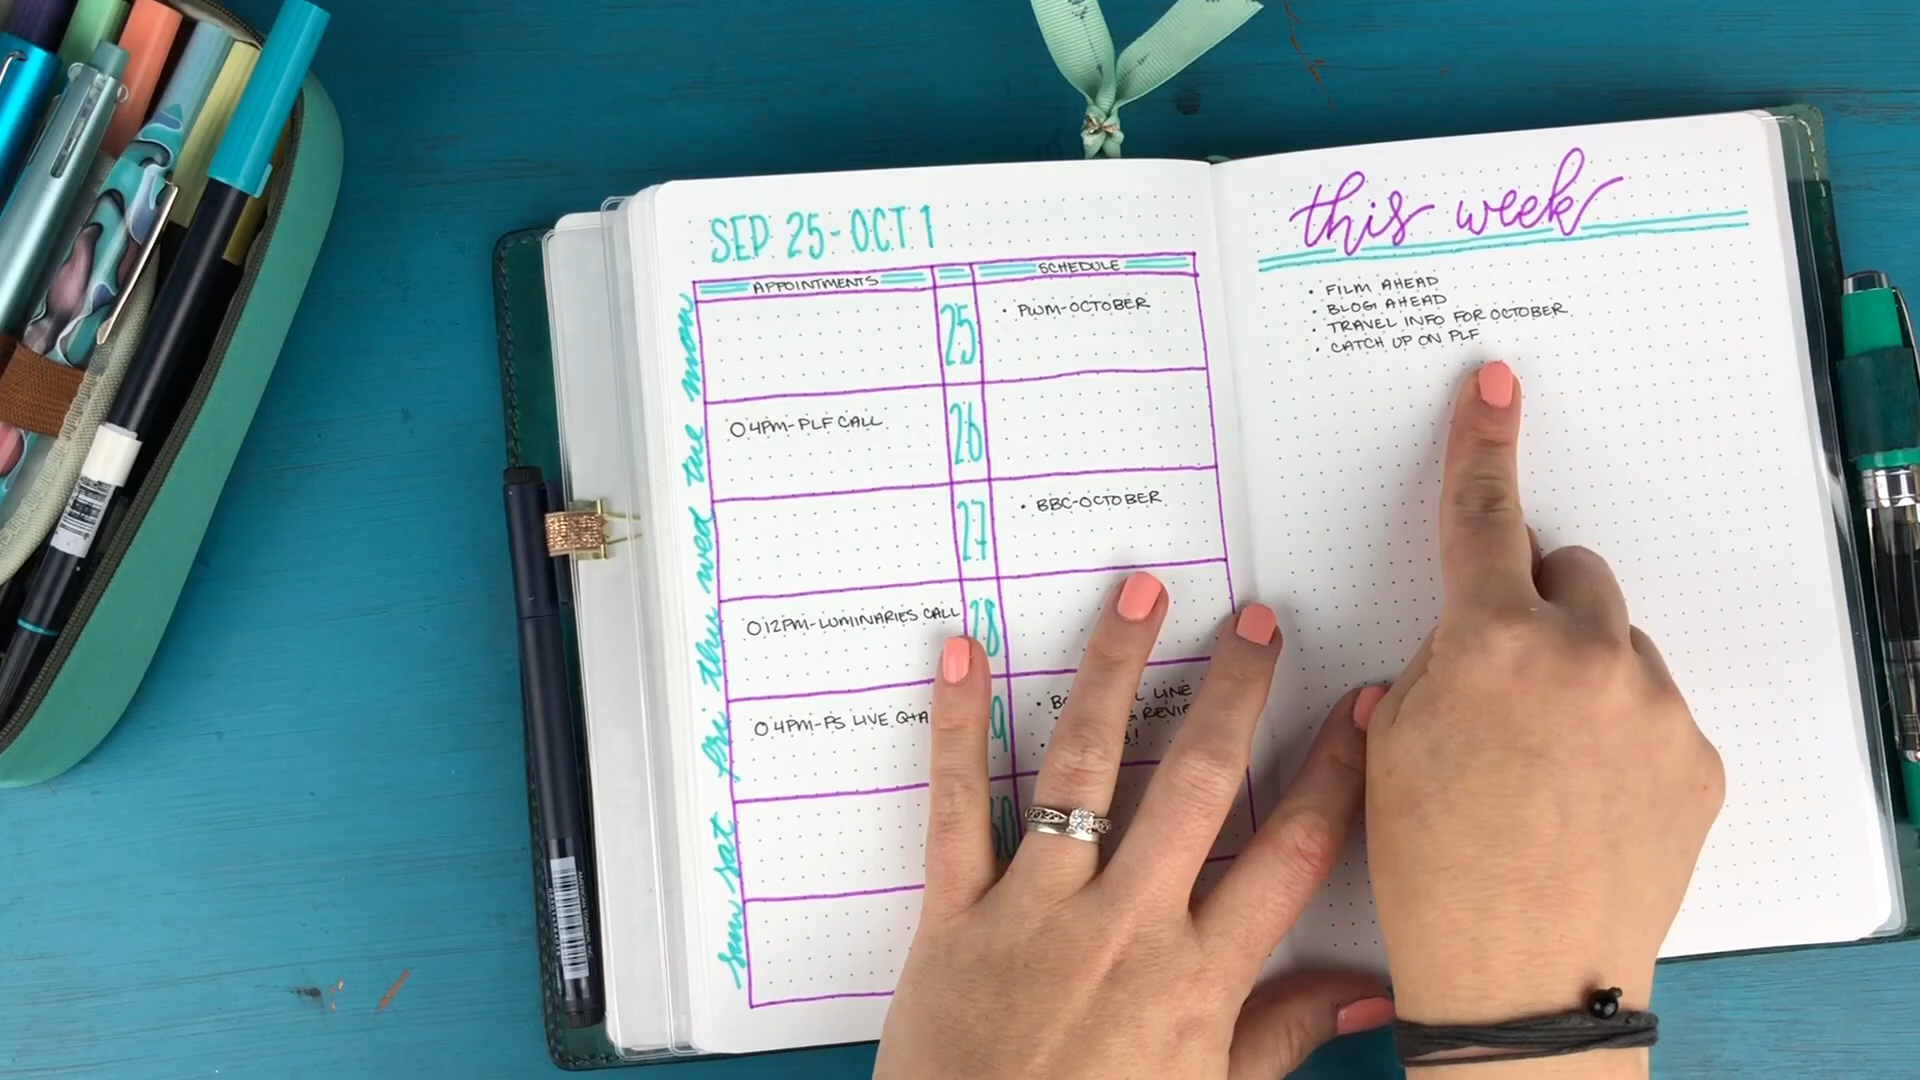 SEP 25-OCT 1
APPOINTMENTS
SCHEDULE
mon
25
• PWM-OCTOBER
tue
O 4PM-PLF CALL
26
wed
27
• BBC-OCTOBER
thu
O 12PM-LUMINARIES CALL
28
fri
O 4PM-PS LIVE Q+A
LINE
sat
sun
this week
• FILM AHEAD
• BLOG AHEAD
• TRAVEL INFO FOR OCTOBER
• CATCH UP ON PLF